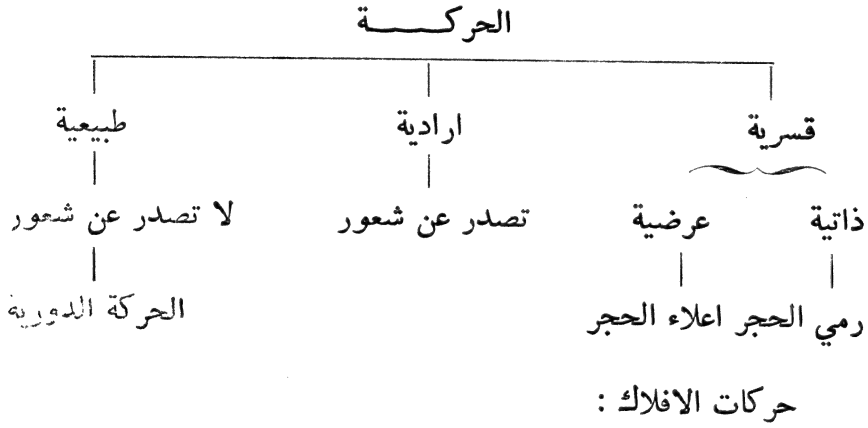 الحركــــــة
قسرية ارادية طبيعية
ذاتية عرضية تصدر عن شعور لا تصدر عن شعور
رمي الحجر اعلاء الحجر الحركة الدورية
حركات الافلاك :